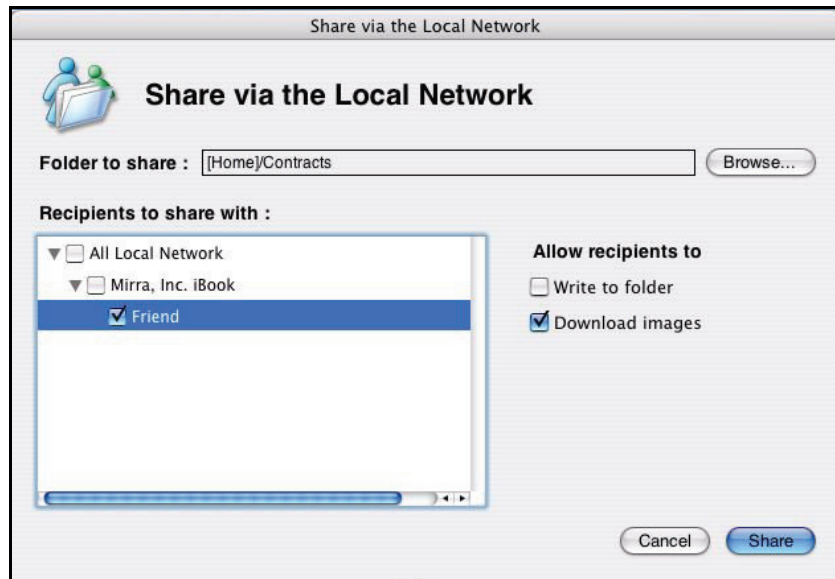 Share via the Local Network
Share via the Local Network
Folder to share : [Home]/Contracts Browse...
Recipients to share with :
All Local Network
Mirra, Inc. iBook
Friend
Allow recipients to
Write to folder
Download images
Cancel Share